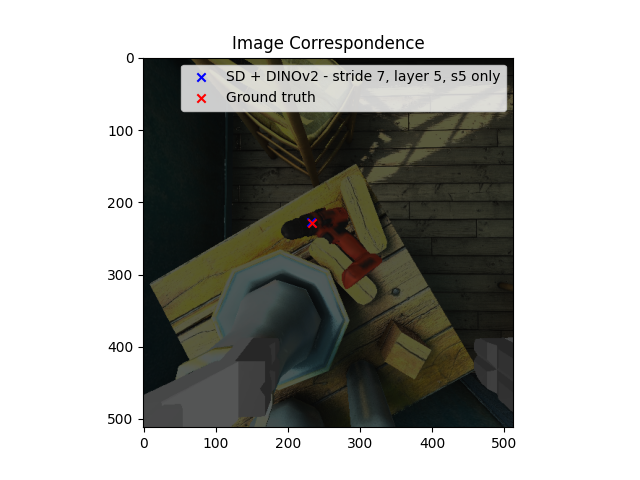 Image Correspondence
SD + DINOv2 - stride 7, layer 5, s5 only
Ground truth
0
100
200
300
400
500
0 100 200 300 400 500